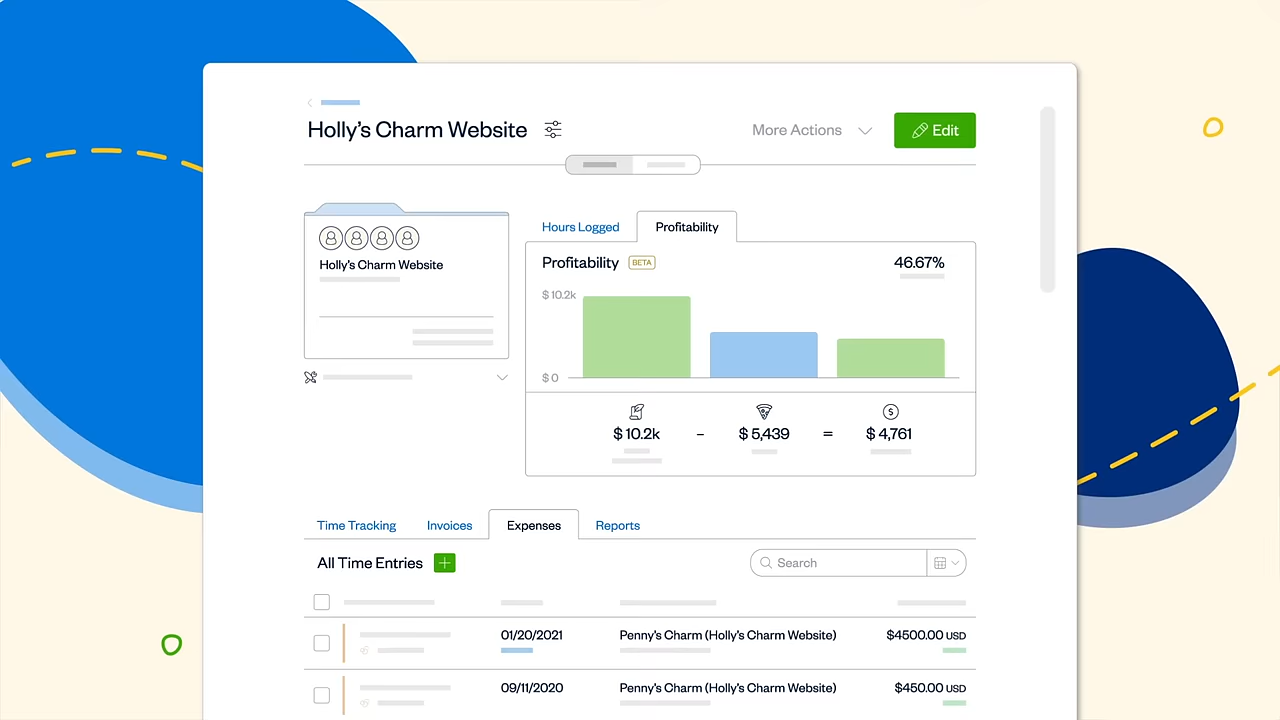 Holly's Charm Website
More Actions
Edit
Hours Logged
Profitability
Holly's Charm Website
Profitability BETA
46.67%
$ 10.2k
$ 0
$ 10.2k - $ 5,439 = $ 4,761
Time Tracking
Invoices
Expenses
Reports
All Time Entries
Search
01/20/2021 Penny's Charm (Holly's Charm Website) $4500.00 USD
09/11/2020 Penny's Charm (Holly's Charm Website) $450.00 USD